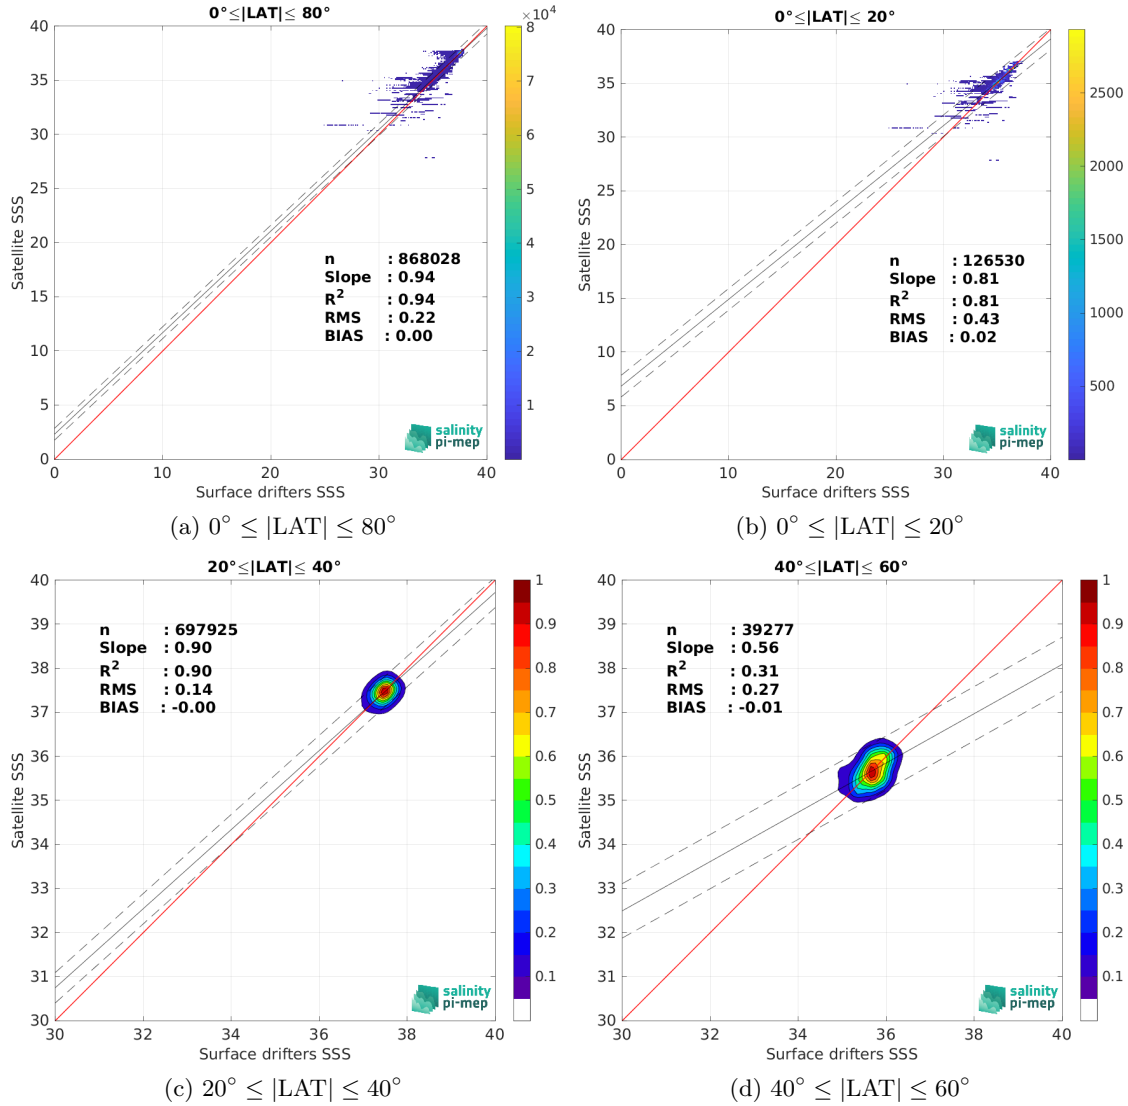 0°≤|LAT|≤ 80°
×10⁴
40
35
30
25
20
15
10
5
0
0 10 20 30 40
8
7
6
5
4
3
2
1
Satellite SSS
Surface drifters SSS
n : 868028
Slope : 0.94
R² : 0.94
RMS : 0.22
BIAS : 0.00
salinity
pi-mep
(a) 0° ≤ |LAT| ≤ 80°
0°≤|LAT|≤ 20°
40
35
30
25
20
15
10
5
0
0 10 20 30 40
2500
2000
1500
1000
500
Satellite SSS
Surface drifters SSS
n : 126530
Slope : 0.81
R² : 0.81
RMS : 0.43
BIAS : 0.02
salinity
pi-mep
(b) 0° ≤ |LAT| ≤ 20°
20°≤|LAT|≤ 40°
40
39
38
37
36
35
34
33
32
31
30
30 32 34 36 38 40
1
0.9
0.8
0.7
0.6
0.5
0.4
0.3
0.2
0.1
Satellite SSS
Surface drifters SSS
n : 697925
Slope : 0.90
R² : 0.90
RMS : 0.14
BIAS : -0.00
salinity
pi-mep
(c) 20° ≤ |LAT| ≤ 40°
40°≤|LAT|≤ 60°
40
39
38
37
36
35
34
33
32
31
30
30 32 34 36 38 40
1
0.9
0.8
0.7
0.6
0.5
0.4
0.3
0.2
0.1
Satellite SSS
Surface drifters SSS
n : 39277
Slope : 0.56
R² : 0.31
RMS : 0.27
BIAS : -0.01
salinity
pi-mep
(d) 40° ≤ |LAT| ≤ 60°